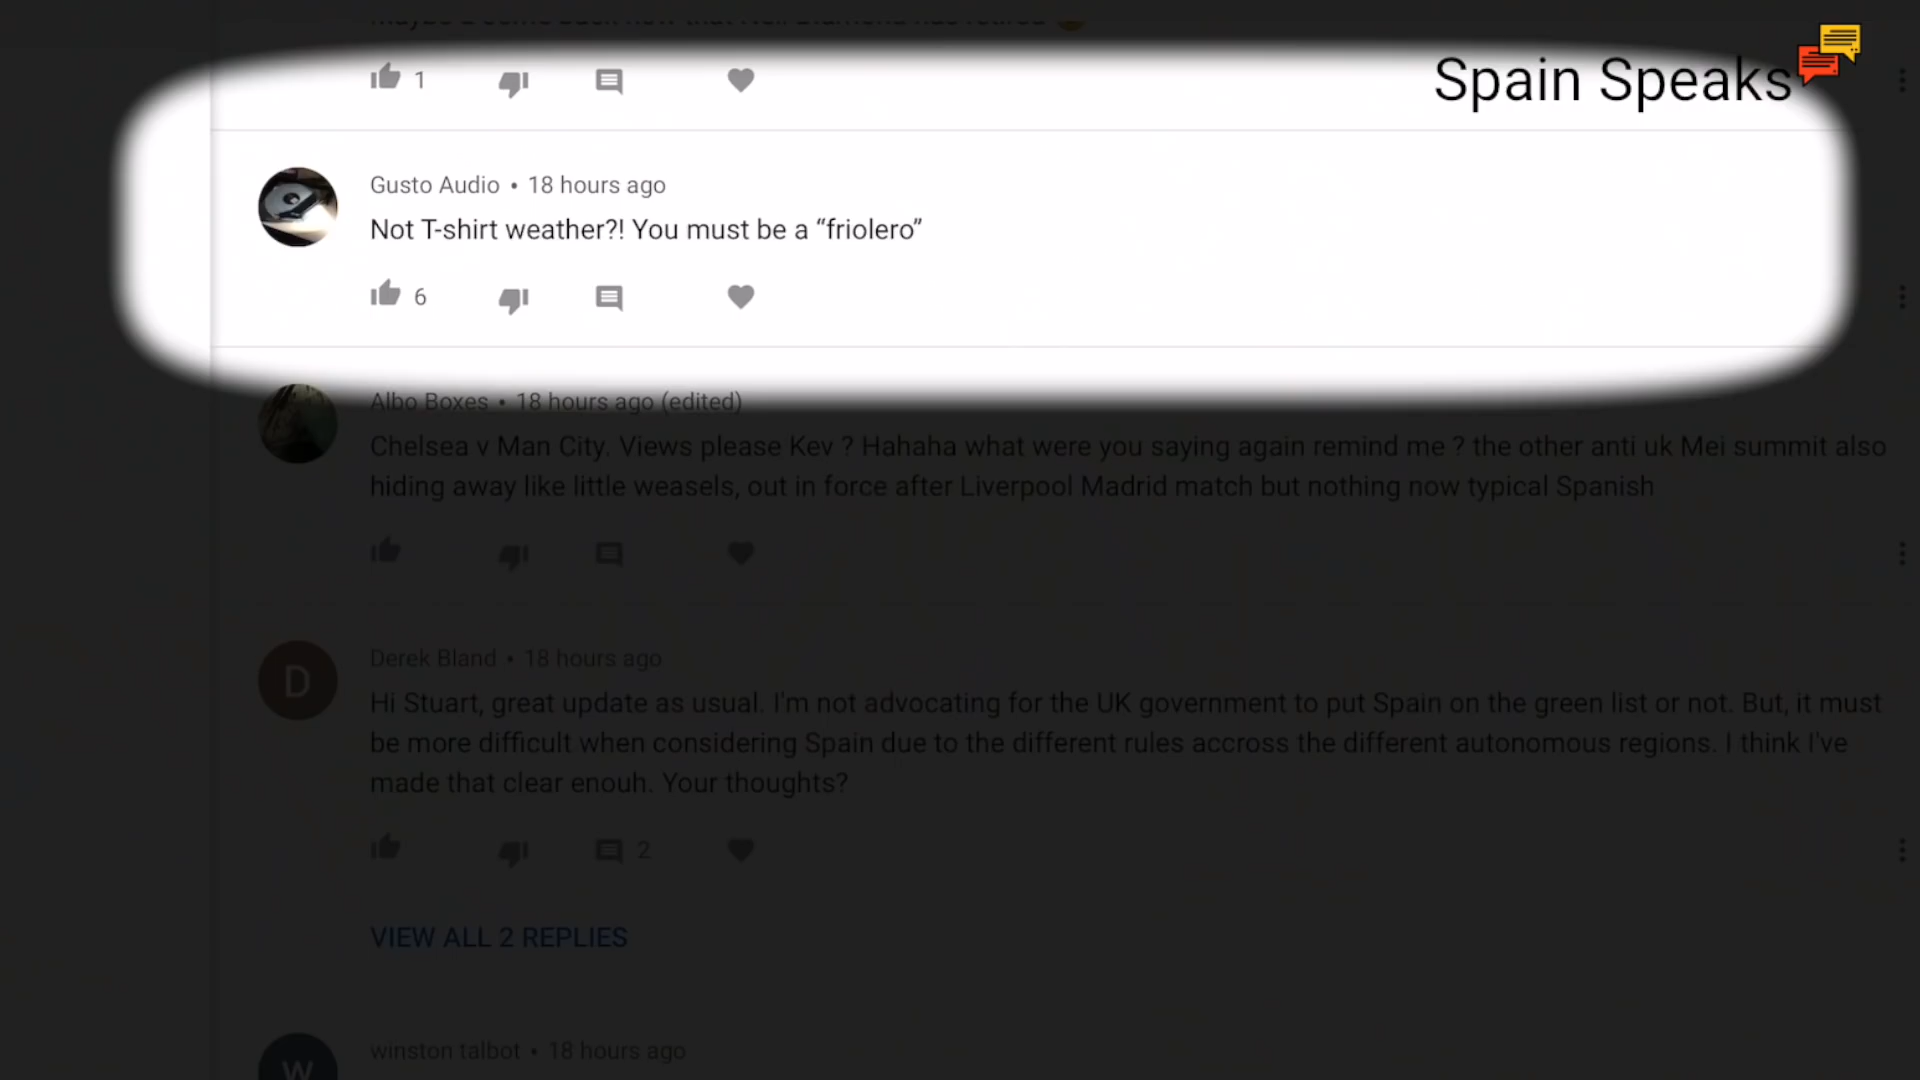 Spain Speaks
1
Gusto Audio • 18 hours ago
Not T-shirt weather?! You must be a “friolero”
6
Albo Boxes • 18 hours ago (edited)
Chelsea v Man City. Views please Kev ? Hahaha what were you saying again remind me ? the other anti uk Mei summit also
hiding away like little weasels, out in force after Liverpool Madrid match but nothing now typical Spanish
D
Derek Bland • 18 hours ago
Hi Stuart, great update as usual. I'm not advocating for the UK government to put Spain on the green list or not. But, it must
be more difficult when considering Spain due to the different rules accross the different autonomous regions. I think I've
made that clear enouh. Your thoughts?
2
VIEW ALL 2 REPLIES
W
winston talbot • 18 hours ago